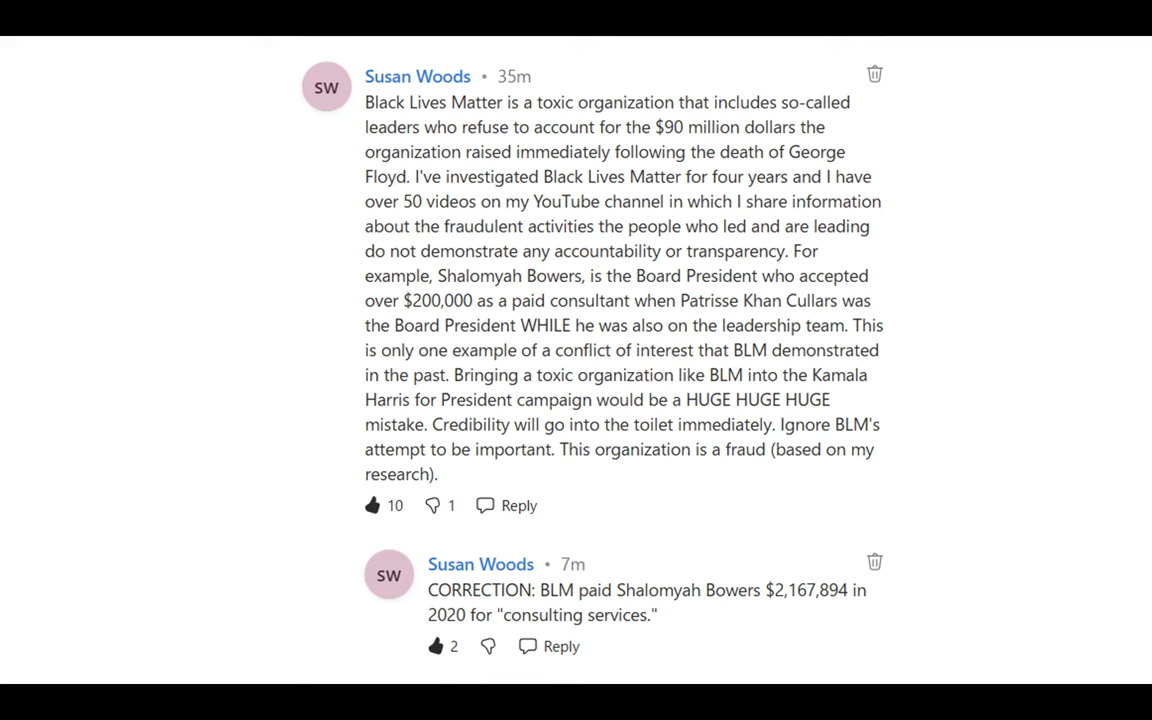 SW
Susan Woods • 35m
Black Lives Matter is a toxic organization that includes so-called
leaders who refuse to account for the $90 million dollars the
organization raised immediately following the death of George
Floyd. I've investigated Black Lives Matter for four years and I have
over 50 videos on my YouTube channel in which I share information
about the fraudulent activities the people who led and are leading
do not demonstrate any accountability or transparency. For
example, Shalomyah Bowers, is the Board President who accepted
over $200,000 as a paid consultant when Patrisse Khan Cullars was
the Board President WHILE he was also on the leadership team. This
is only one example of a conflict of interest that BLM demonstrated
in the past. Bringing a toxic organization like BLM into the Kamala
Harris for President campaign would be a HUGE HUGE HUGE
mistake. Credibility will go into the toilet immediately. Ignore BLM's
attempt to be important. This organization is a fraud (based on my
research).
10 1 Reply
SW
Susan Woods • 7m
CORRECTION: BLM paid Shalomyah Bowers $2,167,894 in
2020 for "consulting services."
2 Reply